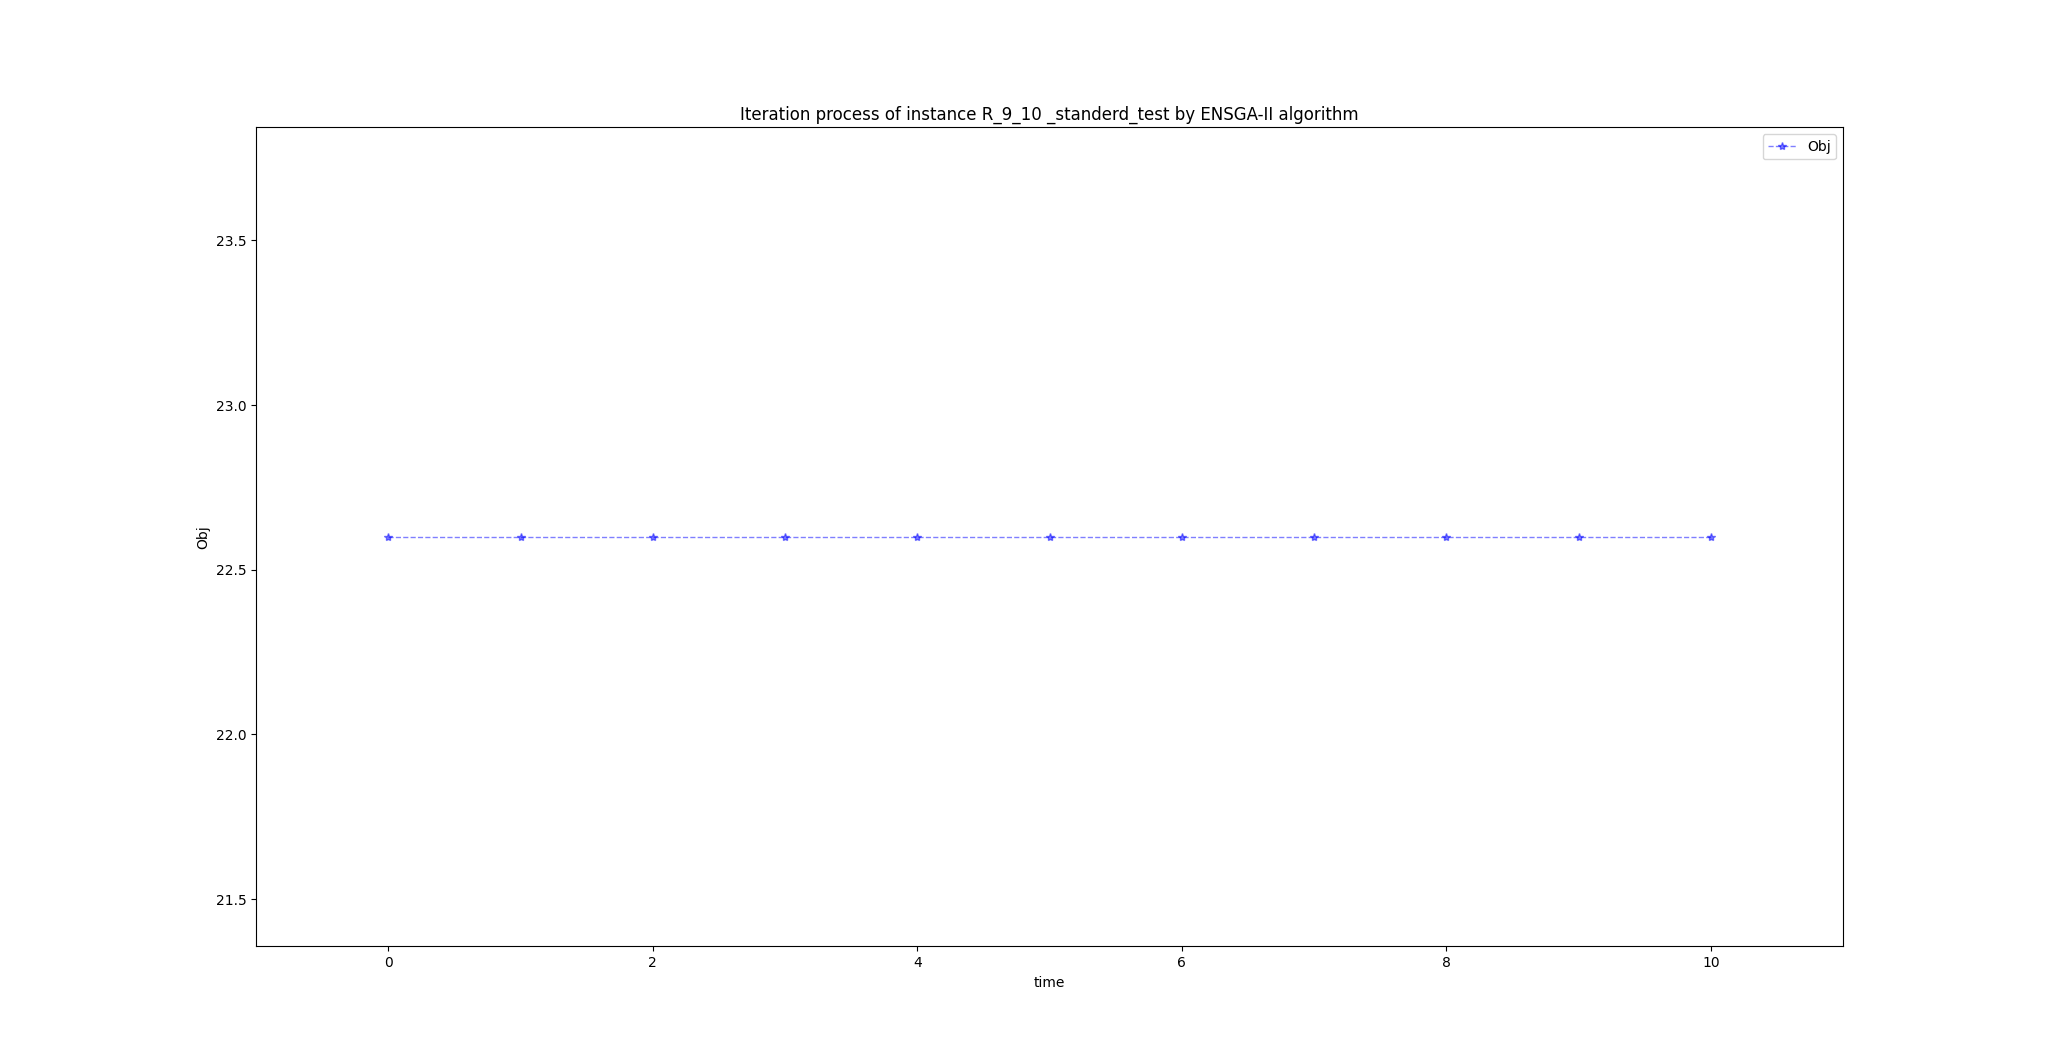 Iteration process of instance R_9_10 _standerd_test by ENSGA-II algorithm
Obj
23.5
23.0
22.5
22.0
21.5
Obj
0 2 4 6 8 10
time